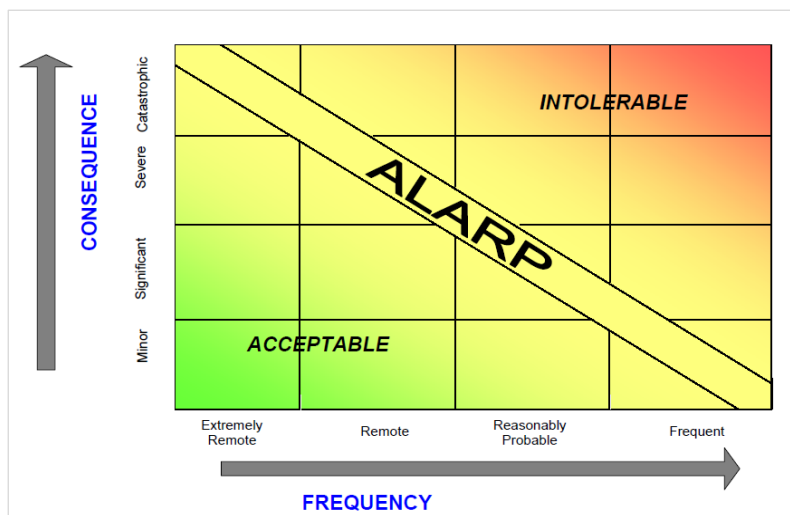 CONSEQUENCE
Catastrophic
Severe
Significant
Minor
INTOLERABLE
ALARP
ACCEPTABLE
Extremely
Remote
Remote
Reasonably
Probable
Frequent
FREQUENCY